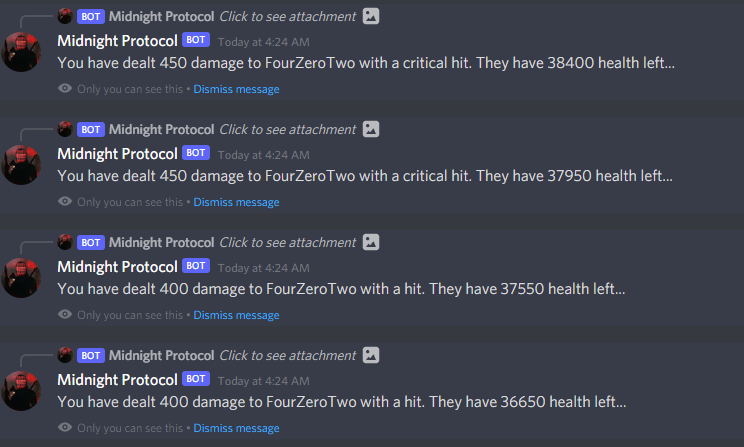 BOT Midnight Protocol Click to see attachment
Midnight Protocol BOT Today at 4:24 AM
You have dealt 450 damage to FourZeroTwo with a critical hit. They have 38400 health left...
Only you can see this • Dismiss message
BOT Midnight Protocol Click to see attachment
Midnight Protocol BOT Today at 4:24 AM
You have dealt 450 damage to FourZeroTwo with a critical hit. They have 37950 health left...
Only you can see this • Dismiss message
BOT Midnight Protocol Click to see attachment
Midnight Protocol BOT Today at 4:24 AM
You have dealt 400 damage to FourZeroTwo with a hit. They have 37550 health left...
Only you can see this • Dismiss message
BOT Midnight Protocol Click to see attachment
Midnight Protocol BOT Today at 4:24 AM
You have dealt 400 damage to FourZeroTwo with a hit. They have 36650 health left...
Only you can see this • Dismiss message